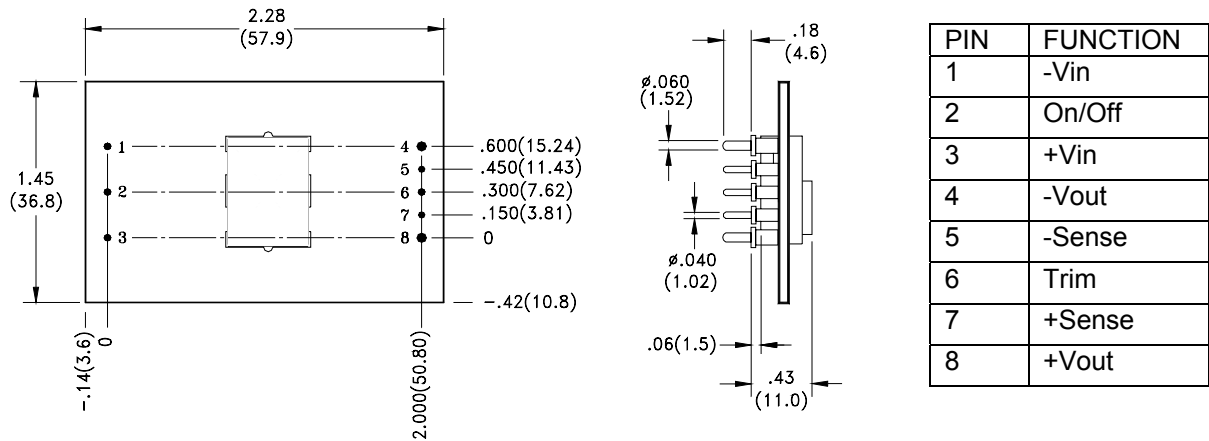 2.28
(57.9)
1.45
(36.8)
1
2
3
4
5
6
7
8
.600(15.24)
.450(11.43)
.300(7.62)
.150(3.81)
0
-.42(10.8)
-.14(3.6)
0
2.000(50.80)
.18
(4.6)
ø.060
(1.52)
ø.040
(1.02)
.06(1.5)
.43
(11.0)
PIN FUNCTION
1 -Vin
2 On/Off
3 +Vin
4 -Vout
5 -Sense
6 Trim
7 +Sense
8 +Vout